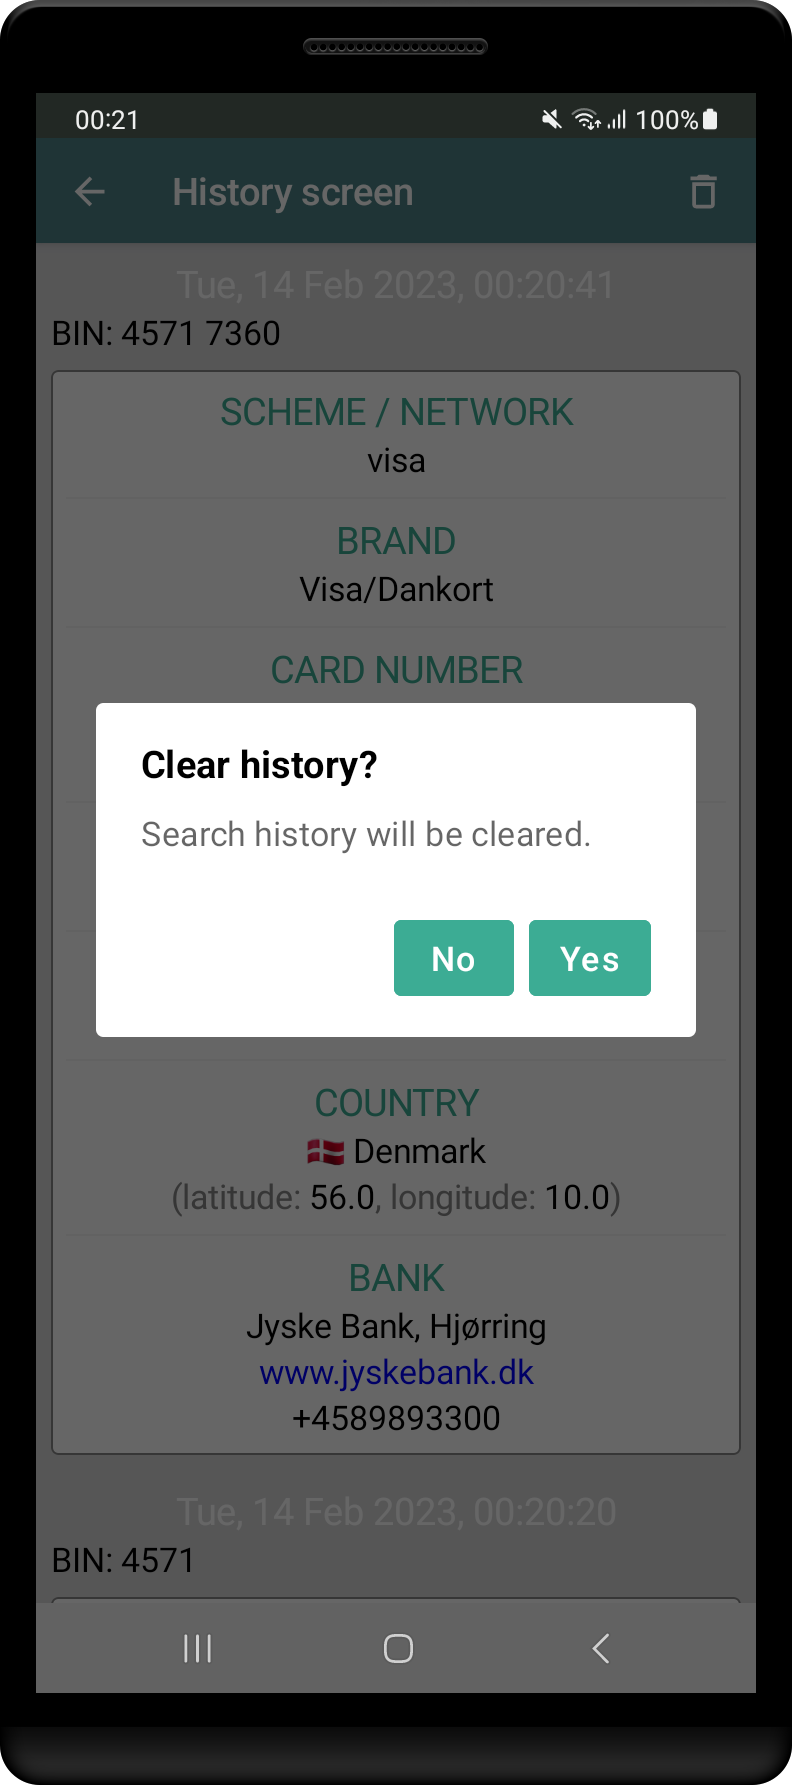 00:21
100%
History screen
Tue, 14 Feb 2023, 00:20:41
BIN: 4571 7360
SCHEME / NETWORK
visa
BRAND
Visa/Dankort
CARD NUMBER
Clear history?
Search history will be cleared.
No Yes
COUNTRY
🇩🇰 Denmark
(latitude: 56.0, longitude: 10.0)
BANK
Jyske Bank, Hjørring
www.jyskebank.dk
+4589893300
Tue, 14 Feb 2023, 00:20:20
BIN: 4571